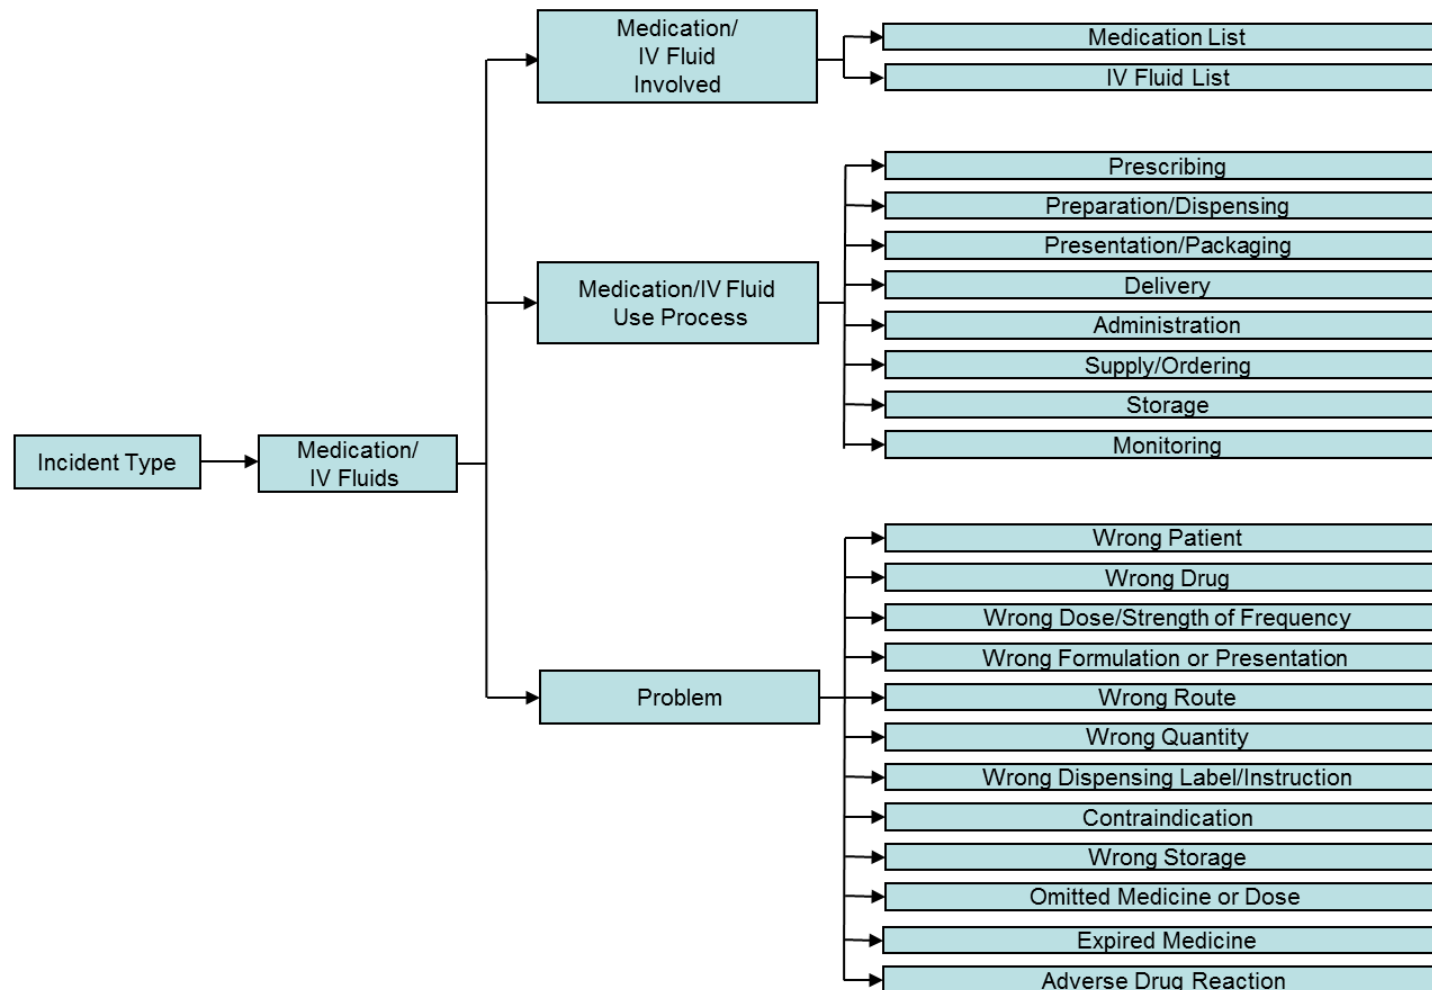 Medication/
IV Fluid
Involved
Medication List
IV Fluid List
Prescribing
Preparation/Dispensing
Presentation/Packaging
Medication/IV Fluid
Use Process
Delivery
Administration
Supply/Ordering
Storage
Monitoring
Incident Type
Medication/
IV Fluids
Wrong Patient
Wrong Drug
Wrong Dose/Strength of Frequency
Wrong Formulation or Presentation
Problem
Wrong Route
Wrong Quantity
Wrong Dispensing Label/Instruction
Contraindication
Wrong Storage
Omitted Medicine or Dose
Expired Medicine
Adverse Drug Reaction